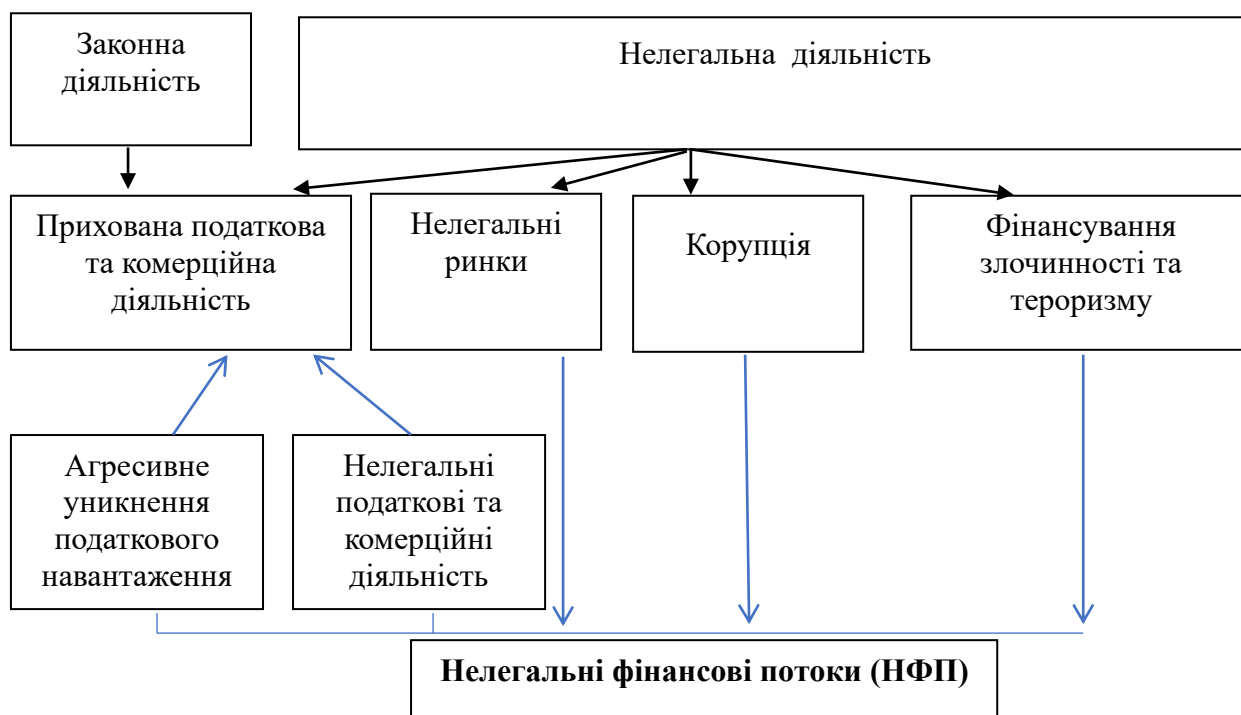 Законна
діяльність
Нелегальна діяльність
Прихована податкова
та комерційна
діяльність
Нелегальні
ринки
Корупція
Фінансування
злочинності та
тероризму
Агресивне
уникнення
податкового
навантаження
Нелегальні
податкові та
комерційні
діяльність
Нелегальні фінансові потоки (НФП)